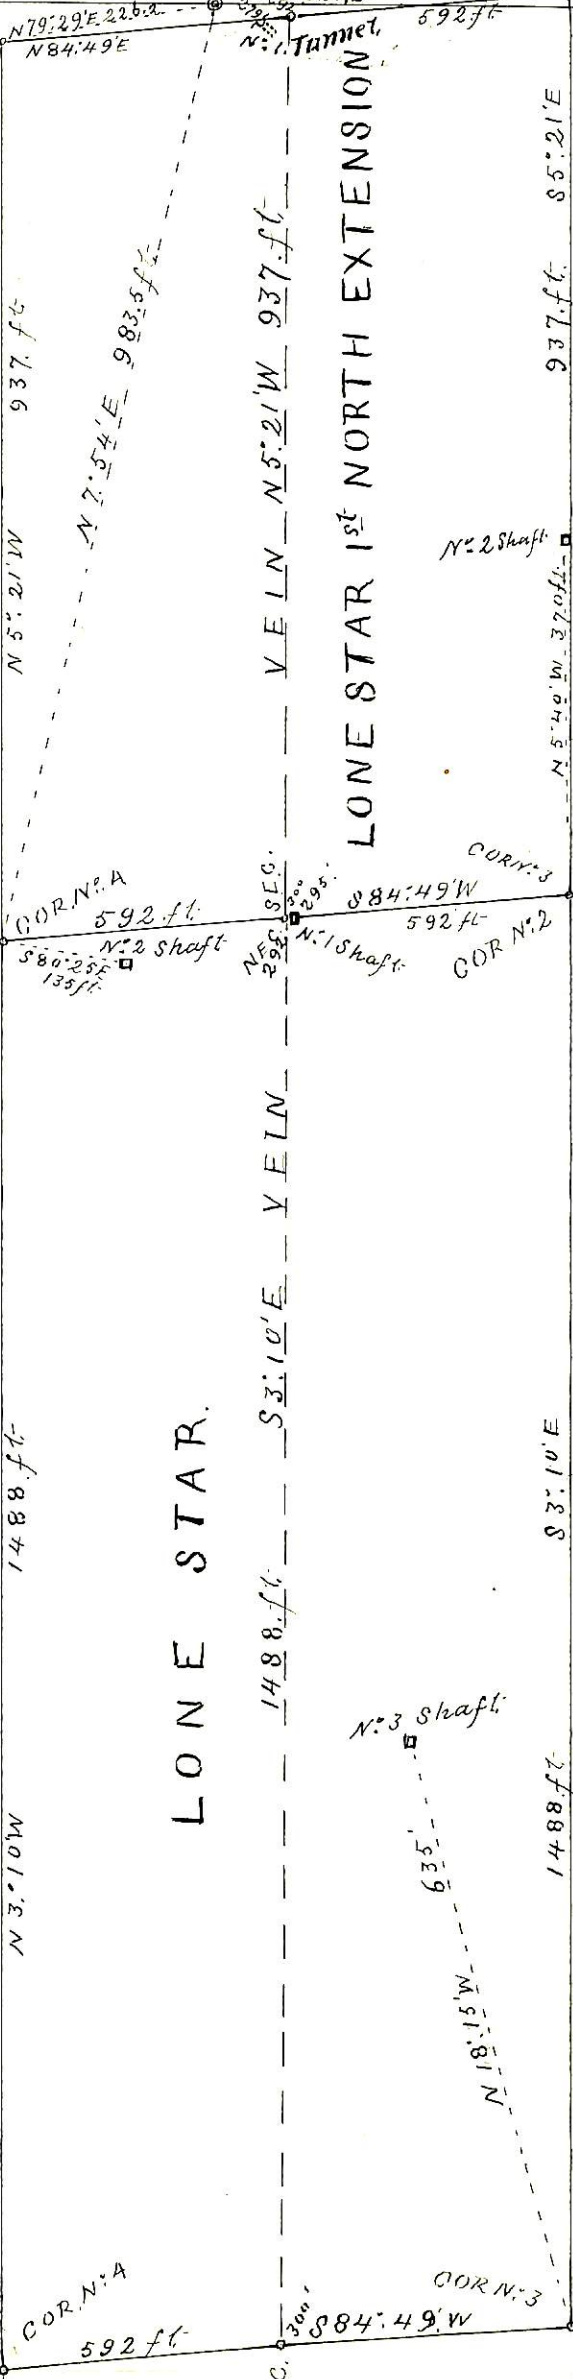 N79°29'E 226.2
N84°49'E
592 ft
N° 1 Tunnel
S5°21'E
937. ft
937. ft
N5°21'W
N7°54'E 983.5 ft
VEIN N5°21'W 937. ft
LONE STAR 1st NORTH EXTENSION
N° 2 Shaft
N5°40'W 370 ft
COR N° A
592 ft
S80°25E
135 ft
N° 2 Shaft
300
295.
N° 1 Shaft
S84°49'W
592 ft
COR N° 3
COR N° 2
S3°10'E VEIN
1488. ft
1488 ft
N3°10'W
LONE STAR.
S3°10'E
1488 ft
N° 3 Shaft
635'
N18°15'W
COR N° A
592 ft
300'
S84°49'W
COR N° 3